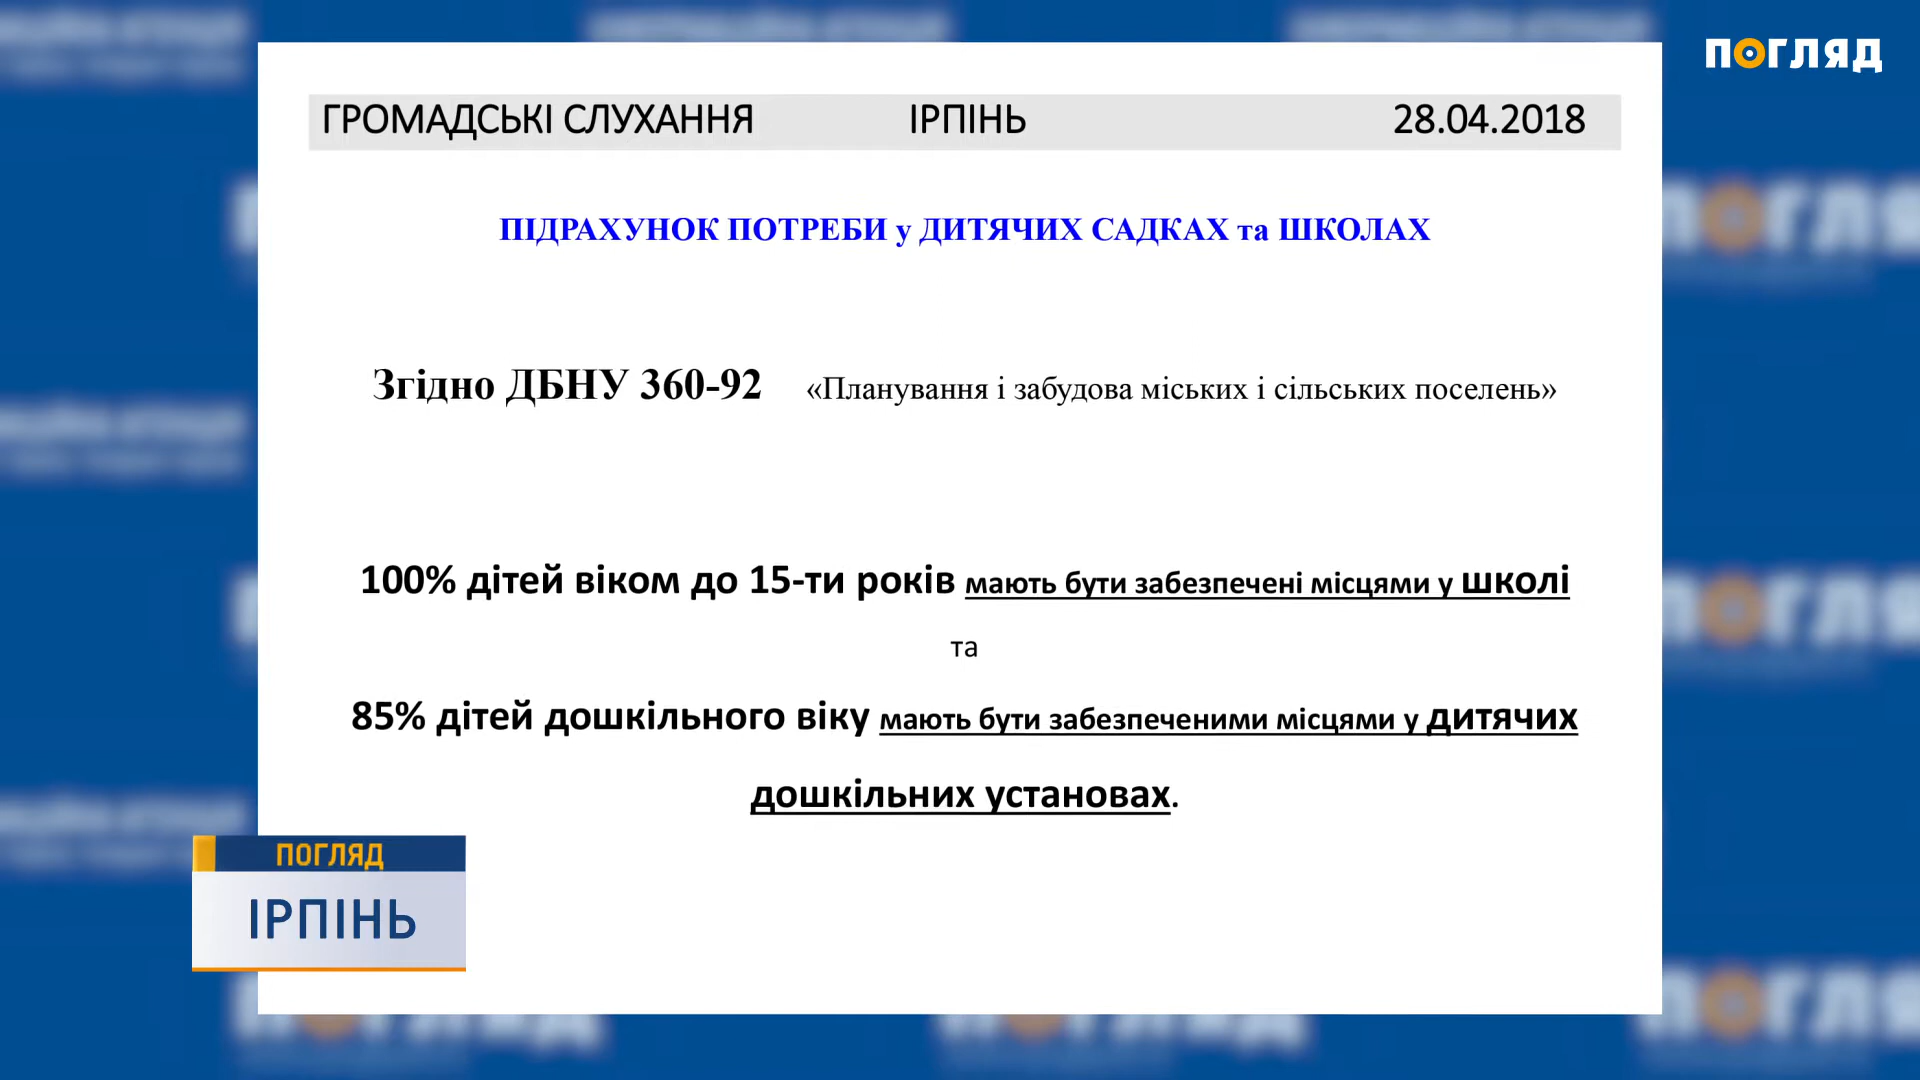 ПОГЛЯД
ГРОМАДСЬКІ СЛУХАННЯ ІРПІНЬ 28.04.2018
ПІДРАХУНОК ПОТРЕБИ у ДИТЯЧИХ САДКАХ та ШКОЛАХ
Згідно ДБНУ 360-92 «Планування і забудова міських і сільських поселень»
100% дітей віком до 15-ти років мають бути забезпечені місцями у школі
та
85% дітей дошкільного віку мають бути забезпеченими місцями у дитячих
дошкільних установах.
ПОГЛЯД
ІРПІНЬ